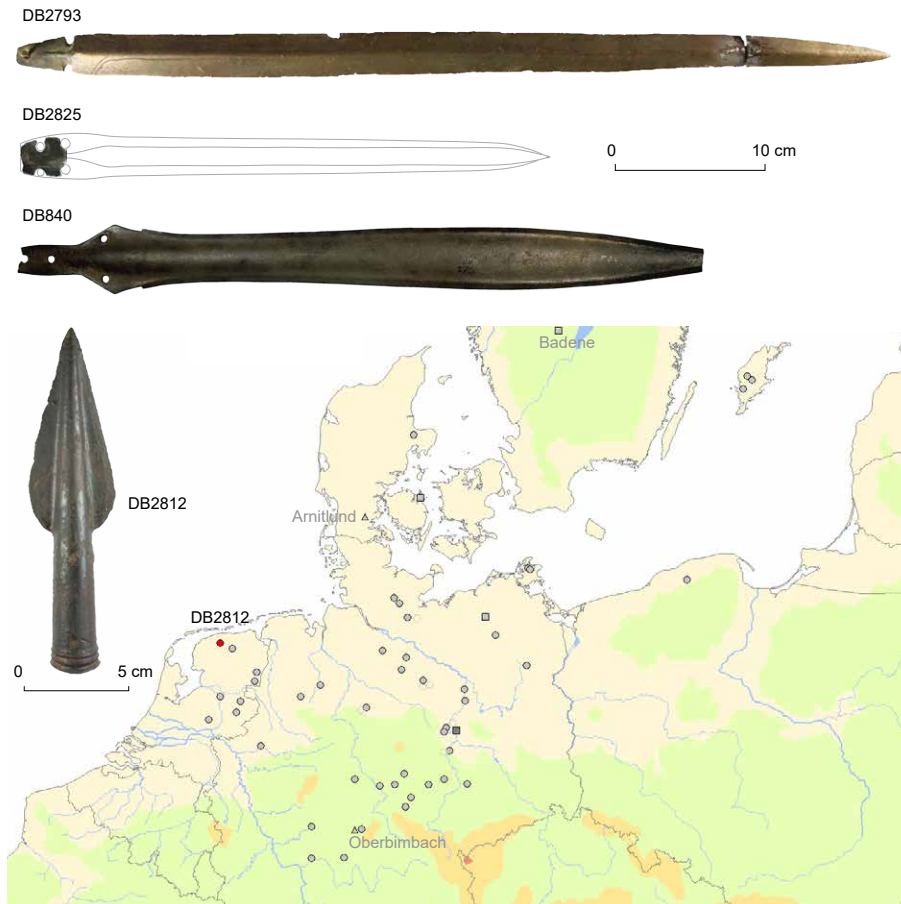 DB2793
DB2825
0 10 cm
DB840
Badene
DB2812
Arnitlund
DB2812
0 5 cm
Oberbimbach